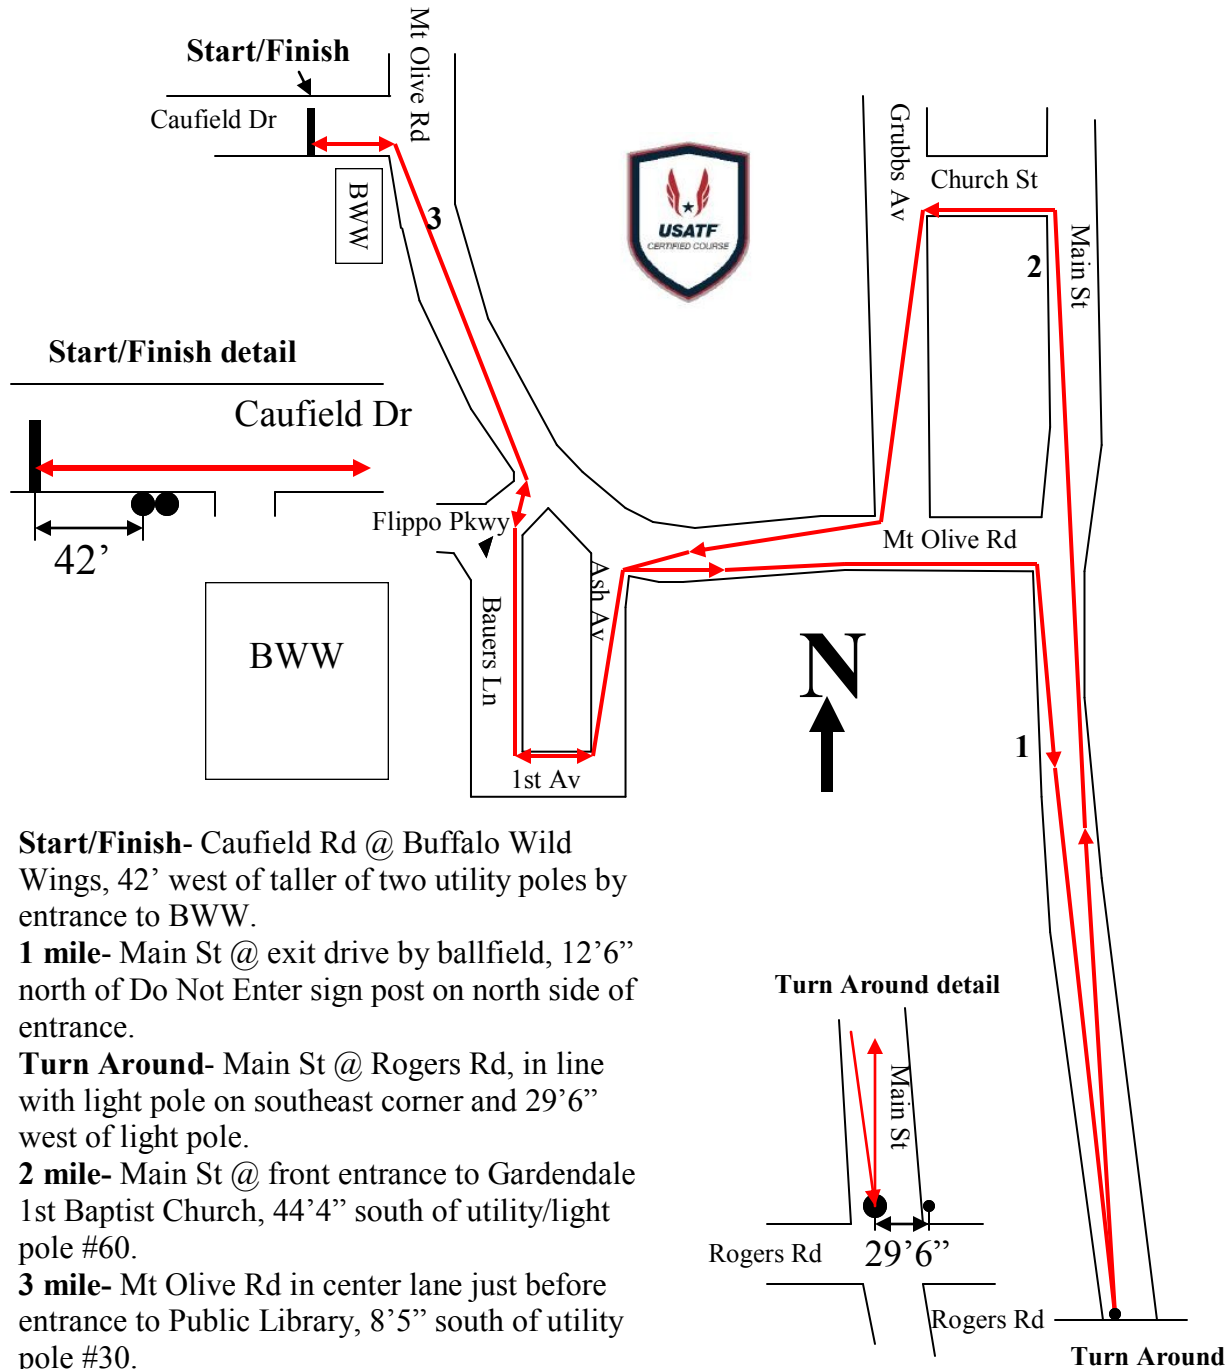 Start/Finish
Mt Olive Rd
Caufield Dr
BWW
3
USATF
CERTIFIED COURSE
Grubbs Av
Church St
Main St
2
Start/Finish detail
Caufield Dr
42’
Flippo Pkwy
Mt Olive Rd
Ash Av
Bauers Ln
BWW
N
1
1st Av
Start/Finish- Caufield Rd @ Buffalo Wild
Wings, 42’ west of taller of two utility poles by
entrance to BWW.
1 mile- Main St @ exit drive by ballfield, 12’6”
north of Do Not Enter sign post on north side of
entrance.
Turn Around- Main St @ Rogers Rd, in line
with light pole on southeast corner and 29’6”
west of light pole.
2 mile- Main St @ front entrance to Gardendale
1st Baptist Church, 44’4” south of utility/light
pole #60.
3 mile- Mt Olive Rd in center lane just before
entrance to Public Library, 8’5” south of utility
pole #30.
Turn Around detail
Main St
Rogers Rd
29’6”
Rogers Rd
Turn Around